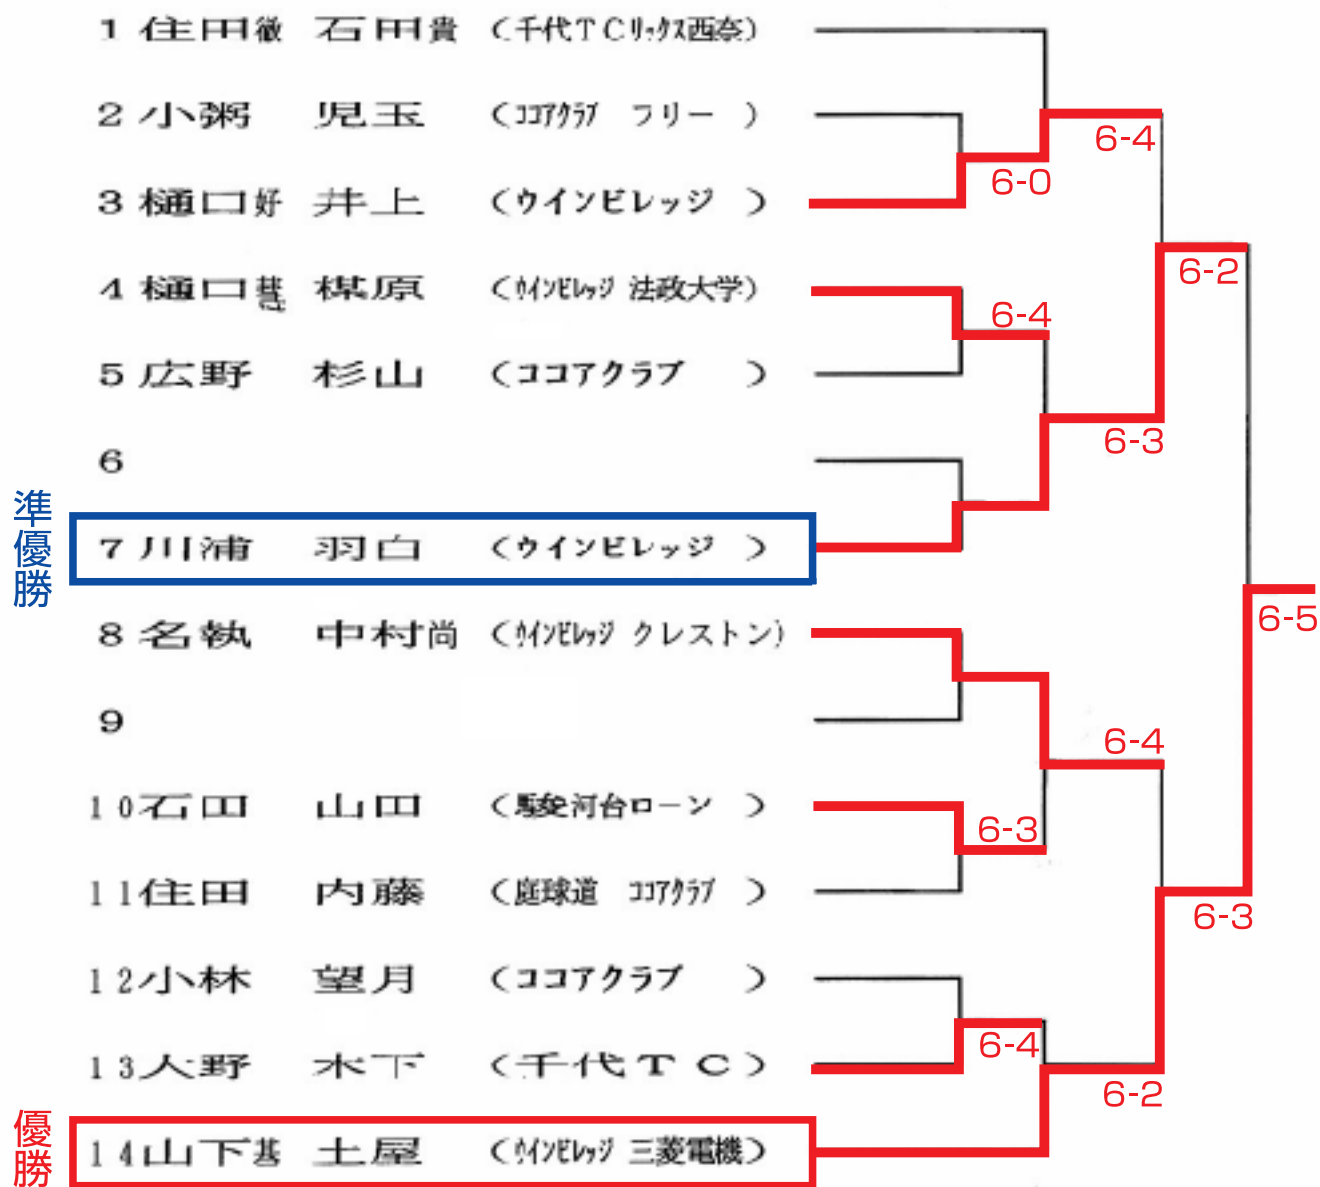 1 住田徹 石田貴 (千代TCリックス西奈)
2 小粥 児玉 (ココアクラブ フリー )
3 樋口好 井上 (ウインビレッジ )
4 樋口 楳原 (ウインビレッジ 法政大学)
5 広野 杉山 (ココアクラブ )
6
準優勝
7 川浦 羽白 (ウインビレッジ )
8 名執 中村尚 (ウインビレッジ クレストン)
9
10 石田 山田 (駿河台ローン )
11 住田 内藤 (庭球道 ココアクラブ )
12 小林 望月 (ココアクラブ )
13 大野 木下 (千代TC)
優勝
14 山下基 土屋 (ウインビレッジ 三菱電機)
6-4
6-0
6-2
6-4
6-3
6-5
6-4
6-3
6-3
6-4
6-2